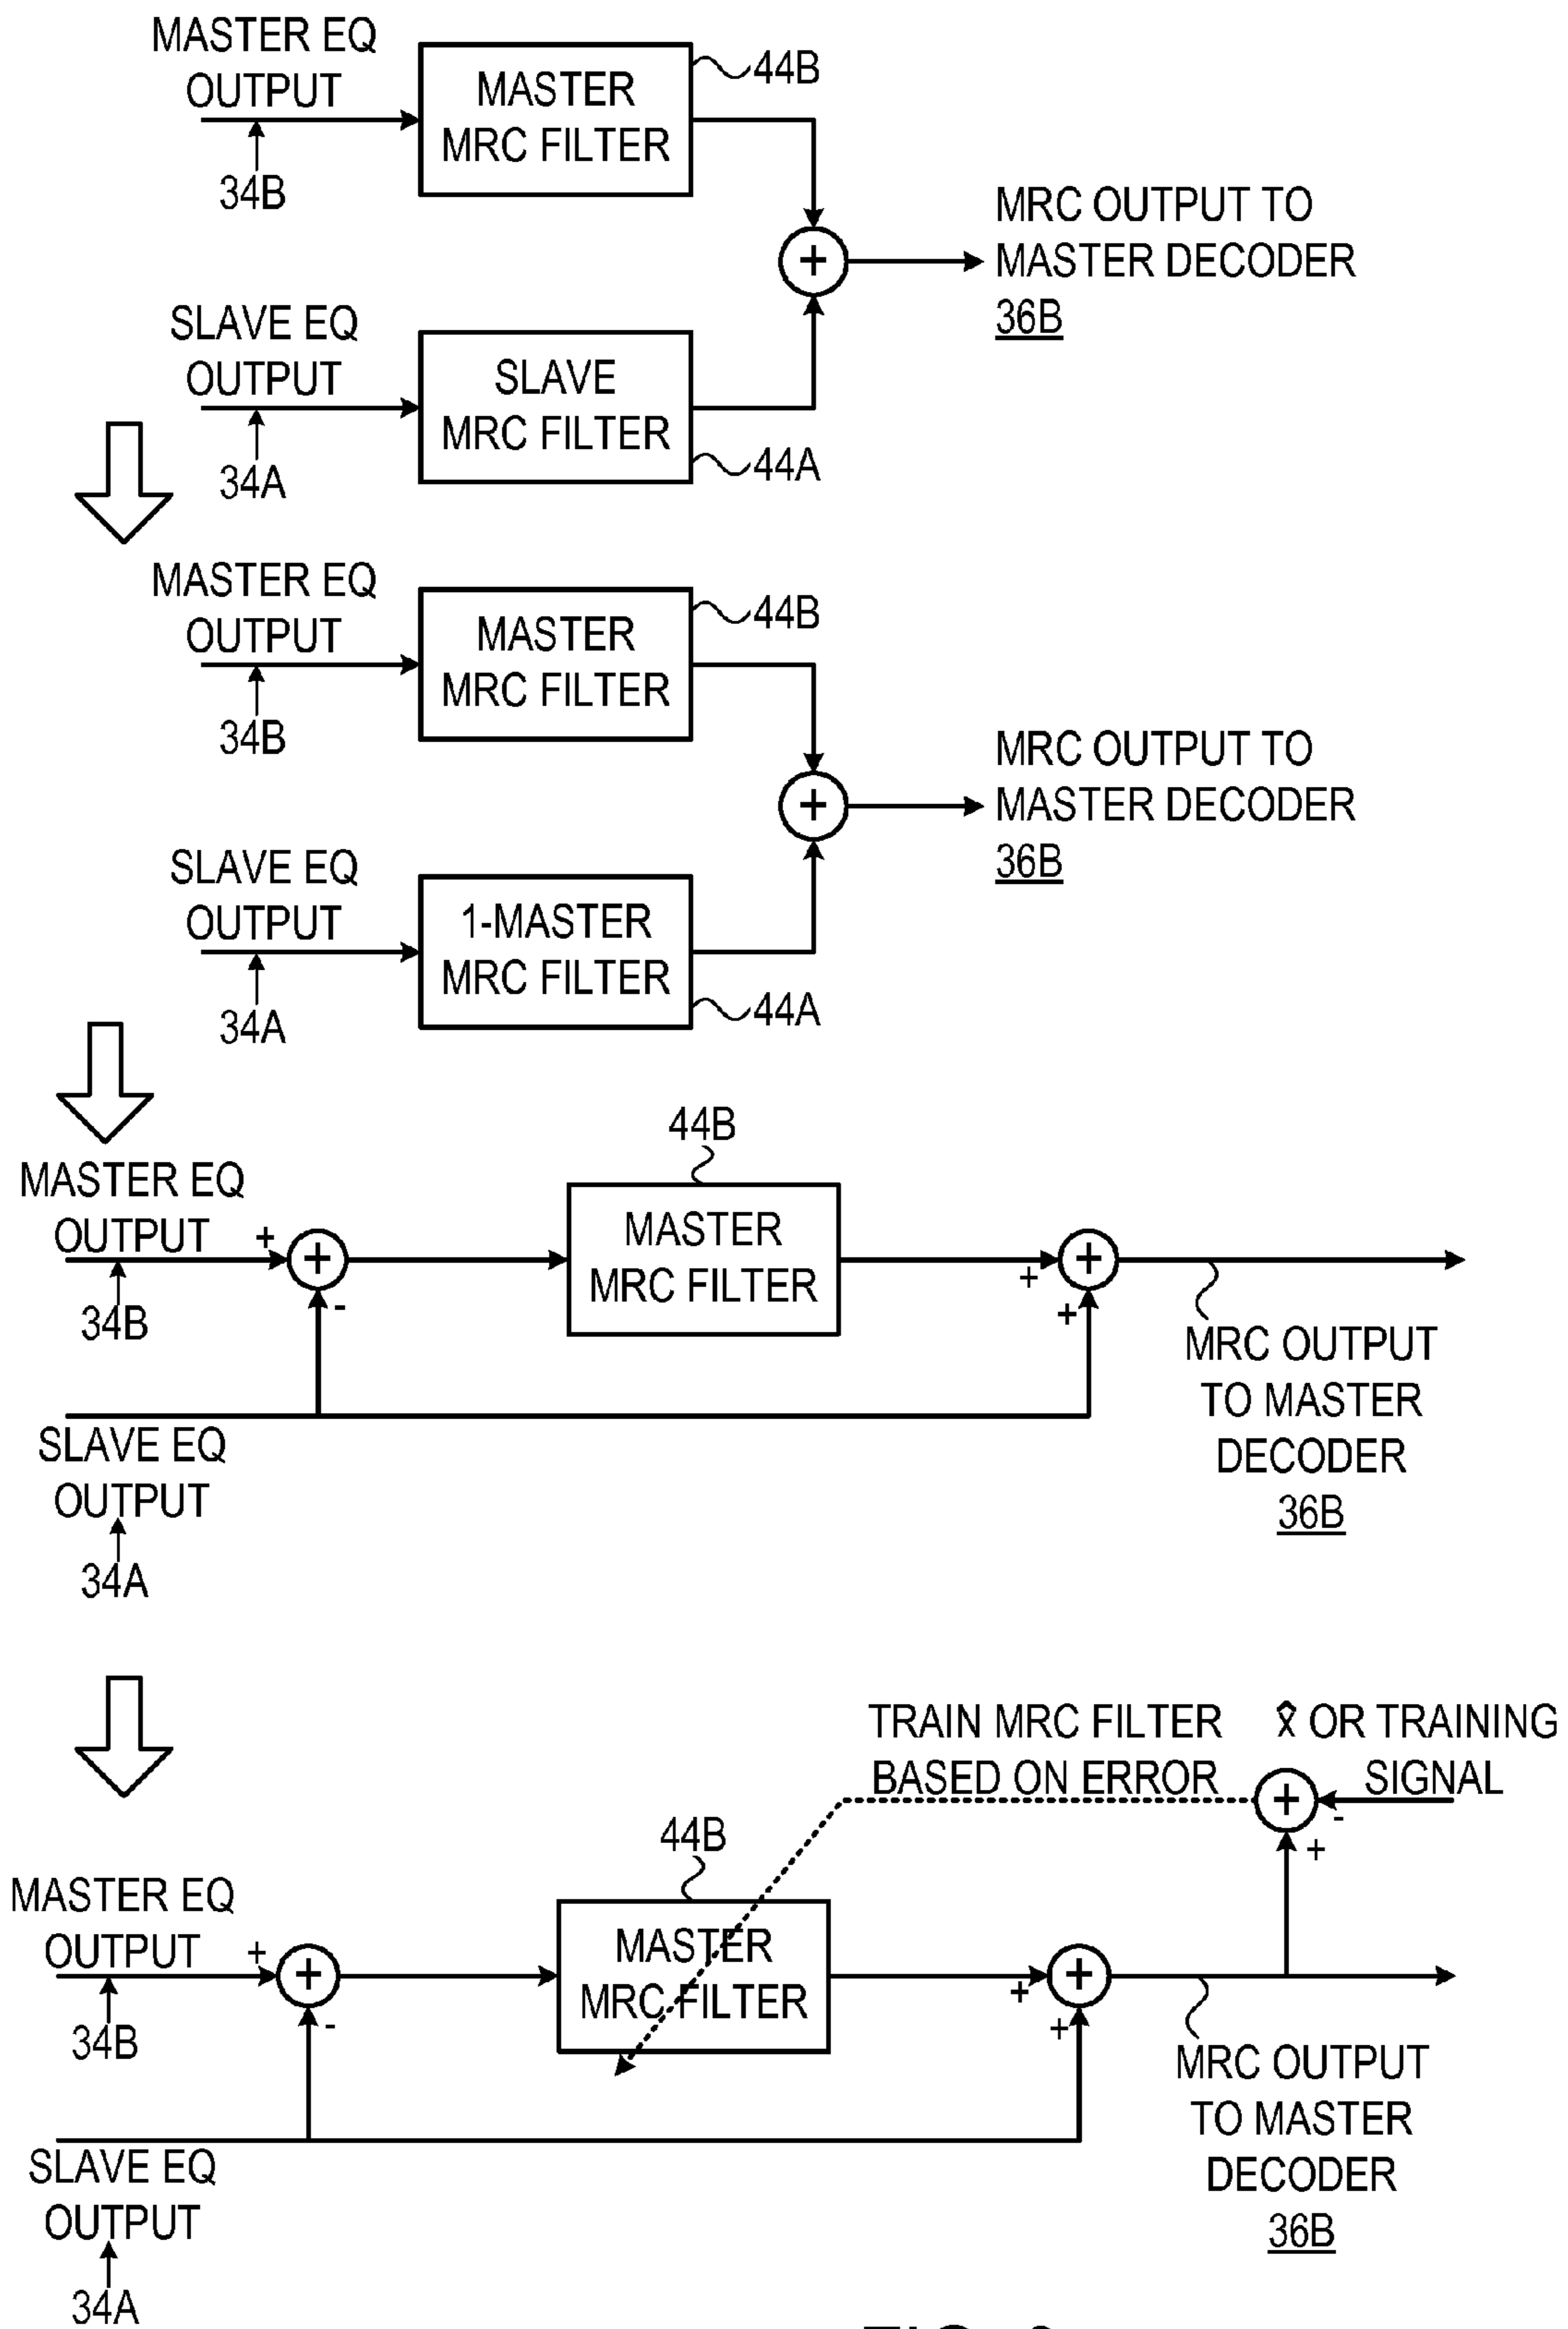 MASTER EQ
OUTPUT
34B
MASTER
MRC FILTER
44B
SLAVE EQ
OUTPUT
34A
SLAVE
MRC FILTER
44A
+
MRC OUTPUT TO
MASTER DECODER
36B
MASTER EQ
OUTPUT
34B
MASTER
MRC FILTER
44B
SLAVE EQ
OUTPUT
34A
1-MASTER
MRC FILTER
44A
+
MRC OUTPUT TO
MASTER DECODER
36B
44B
MASTER EQ
OUTPUT
34B
+
+
-
MASTER
MRC FILTER
+
+
+
SLAVE EQ
OUTPUT
34A
MRC OUTPUT
TO MASTER
DECODER
36B
TRAIN MRC FILTER
BASED ON ERROR
x̂ OR TRAINING
SIGNAL
+
-
+
44B
MASTER EQ
OUTPUT
34B
+
+
-
MASTER
MRC FILTER
+
+
+
SLAVE EQ
OUTPUT
34A
MRC OUTPUT
TO MASTER
DECODER
36B